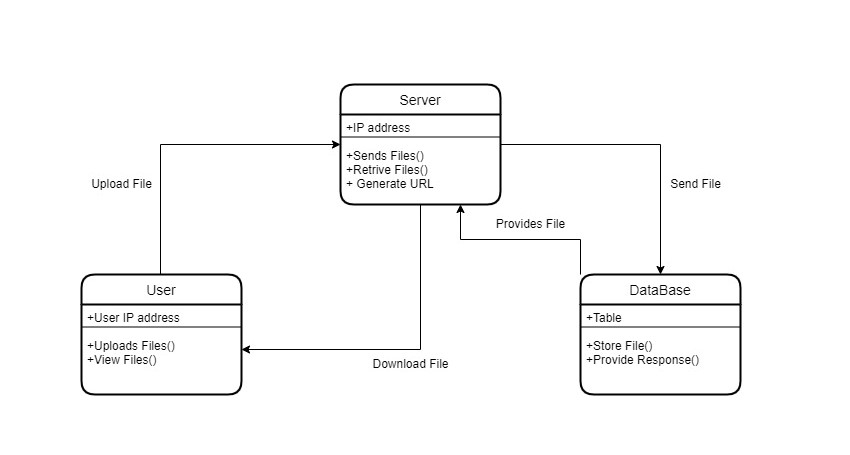 Server
+IP address
+Sends Files()
+Retrive Files()
+ Generate URL
Upload File
Send File
Provides File
User
+User IP address
+Uploads Files()
+View Files()
DataBase
+Table
+Store File()
+Provide Response()
Download File